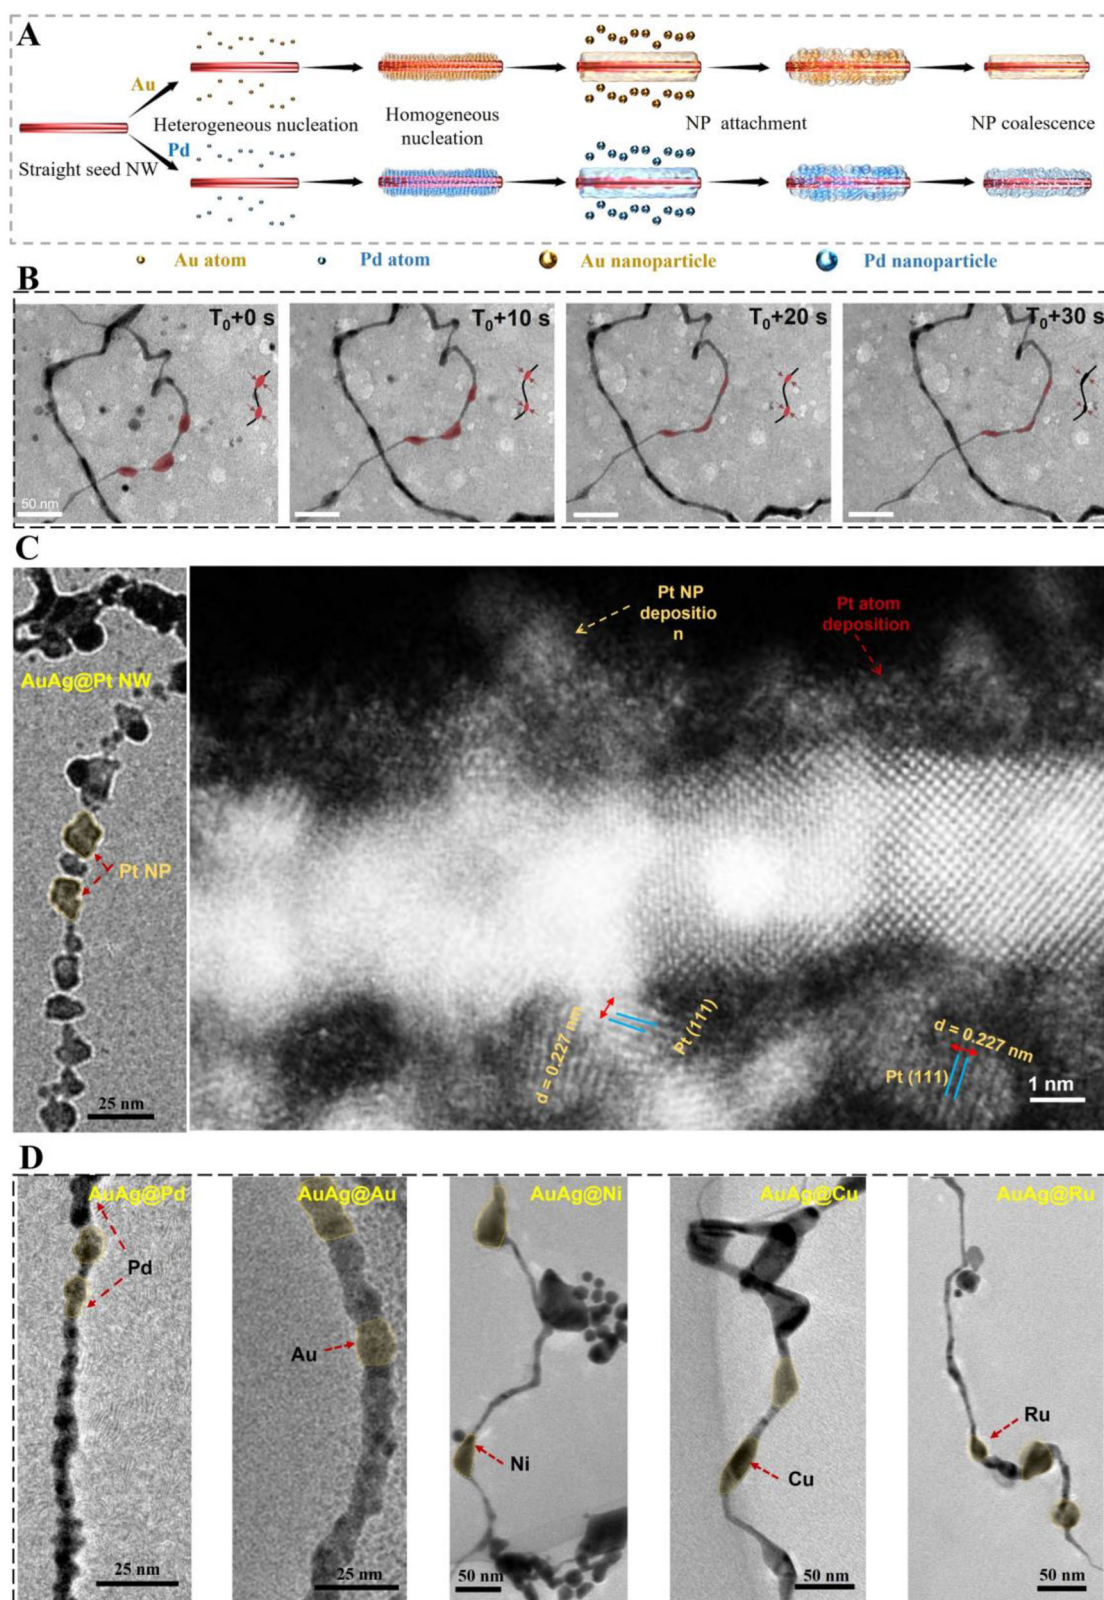 A
Au
Heterogeneous nucleation
Homogeneous
nucleation
NP attachment
NP coalescence
Pd
Straight seed NW
Au atom
Pd atom
Au nanoparticle
Pd nanoparticle
B
T0+0 s
T0+10 s
T0+20 s
T0+30 s
50 nm
C
AuAg@Pt NW
Pt NP
25 nm
Pt NP
depositio
n
Pt atom
deposition
d = 0.227 nm
Pt (111)
d = 0.227 nm
Pt (111)
1 nm
D
AuAg@Pd
Pd
25 nm
AuAg@Au
Au
25 nm
AuAg@Ni
Ni
50 nm
AuAg@Cu
Cu
50 nm
AuAg@Ru
Ru
50 nm